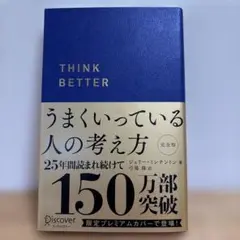 THINK
BETTER
うまくいっている
人の考え方
完全版
25年間読まれ続けて
ジェリー・ミンチントン 著
弓場 隆 訳
150万部
突破
限定プレミアムカバーで登場!
Discover